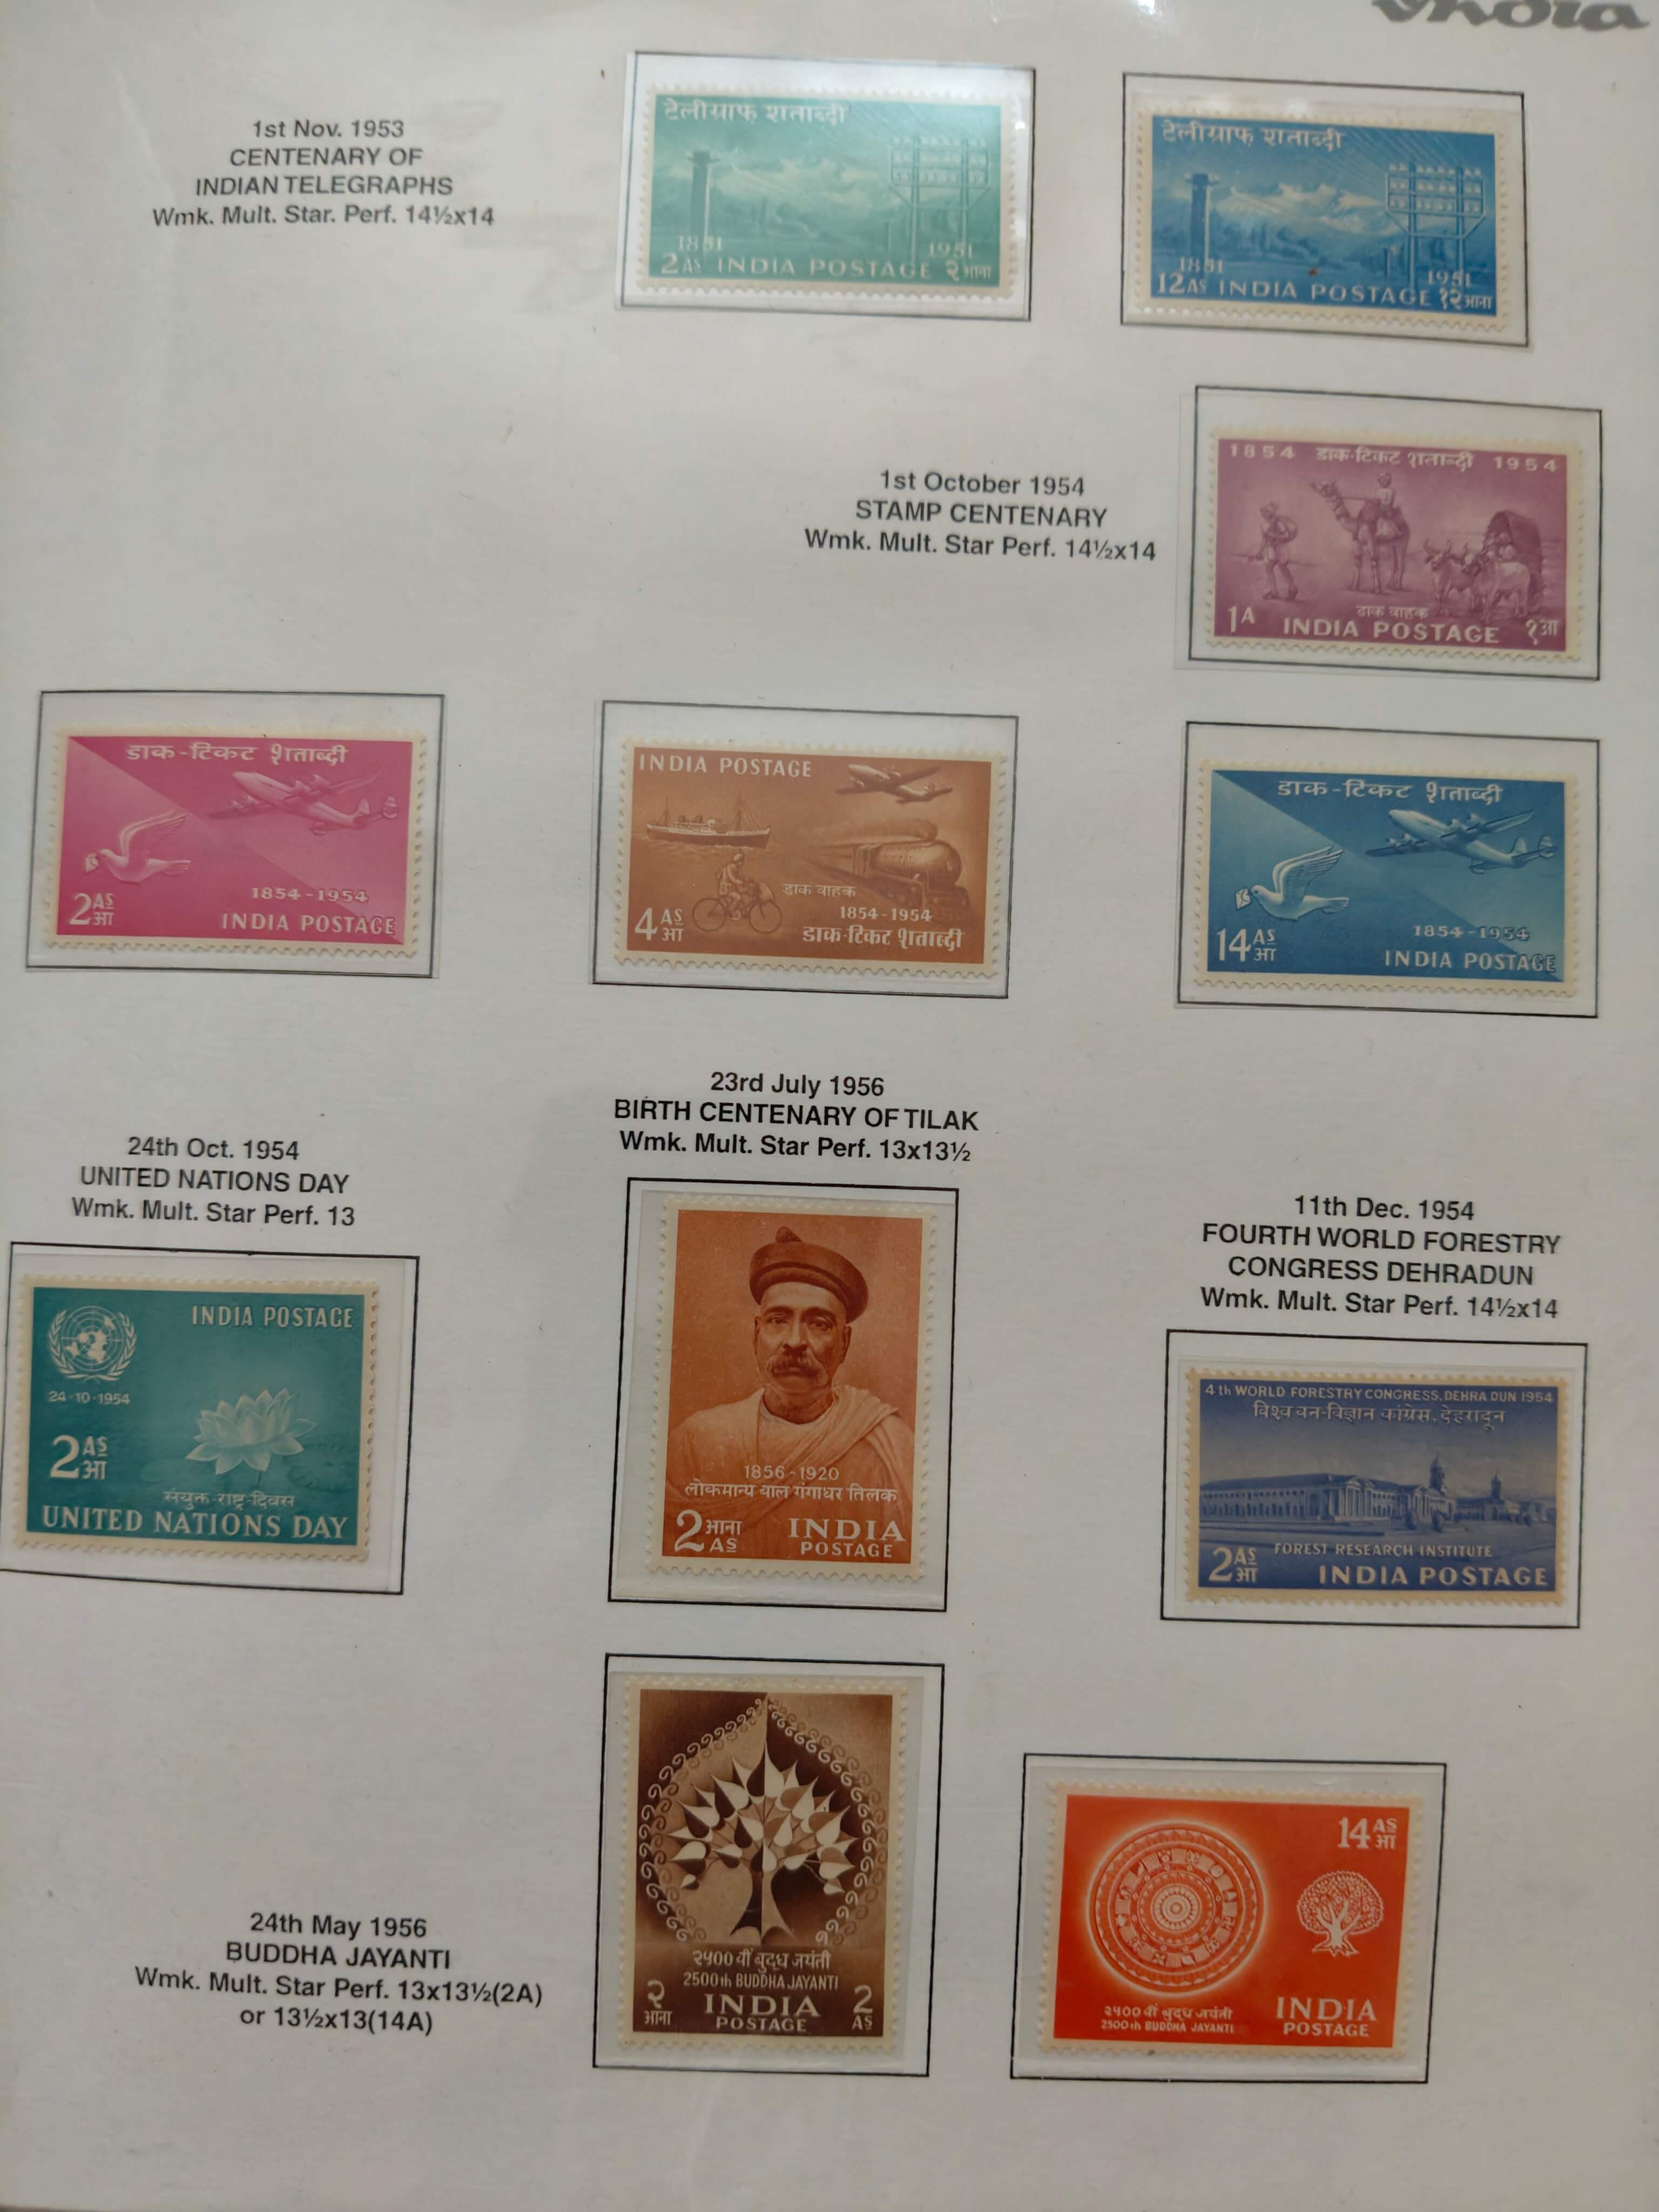 India
1st Nov. 1953
CENTENARY OF
INDIAN TELEGRAPHS
Wmk. Mult. Star. Perf. 14½x14
टेलीग्राफ शताब्दी
1851
1951
2 AS INDIA POSTAGE २ आना
टेलीग्राफ शताब्दी
1851
1951
12 AS INDIA POSTAGE १२ आना
1st October 1954
STAMP CENTENARY
Wmk. Mult. Star Perf. 14½x14
1854 डाक-टिकट शताब्दी 1954
डाक वाहक
1A INDIA POSTAGE १आ
डाक-टिकट शताब्दी
1854-1954
2 AS आ INDIA POSTAGE
INDIA POSTAGE
डाक वाहक
1854-1954
4 AS आ डाक-टिकट शताब्दी
डाक-टिकट शताब्दी
1854-1954
14 AS आ INDIA POSTAGE
24th Oct. 1954
UNITED NATIONS DAY
Wmk. Mult. Star Perf. 13
INDIA POSTAGE
24-10-1954
2 AS आ
संयुक्त-राष्ट्र-दिवस
UNITED NATIONS DAY
23rd July 1956
BIRTH CENTENARY OF TILAK
Wmk. Mult. Star Perf. 13x13½
1856-1920
लोकमान्य बाल गंगाधर तिलक
2 आना AS INDIA
POSTAGE
11th Dec. 1954
FOURTH WORLD FORESTRY
CONGRESS DEHRADUN
Wmk. Mult. Star Perf. 14½x14
4th WORLD FORESTRY CONGRESS, DEHRA DUN 1954
विश्व वन-विज्ञान कांग्रेस, देहरादुन
FOREST RESEARCH INSTITUTE
2 AS आ INDIA POSTAGE
24th May 1956
BUDDHA JAYANTI
Wmk. Mult. Star Perf. 13x13½(2A)
or 13½x13(14A)
२५०० वीं बुद्ध जयंती
2500th BUDDHA JAYANTI
२ आना INDIA 2 AS
POSTAGE
14 AS आ
२५०० वीं बुद्ध जयंती
2500th BUDDHA JAYANTI
INDIA
POSTAGE